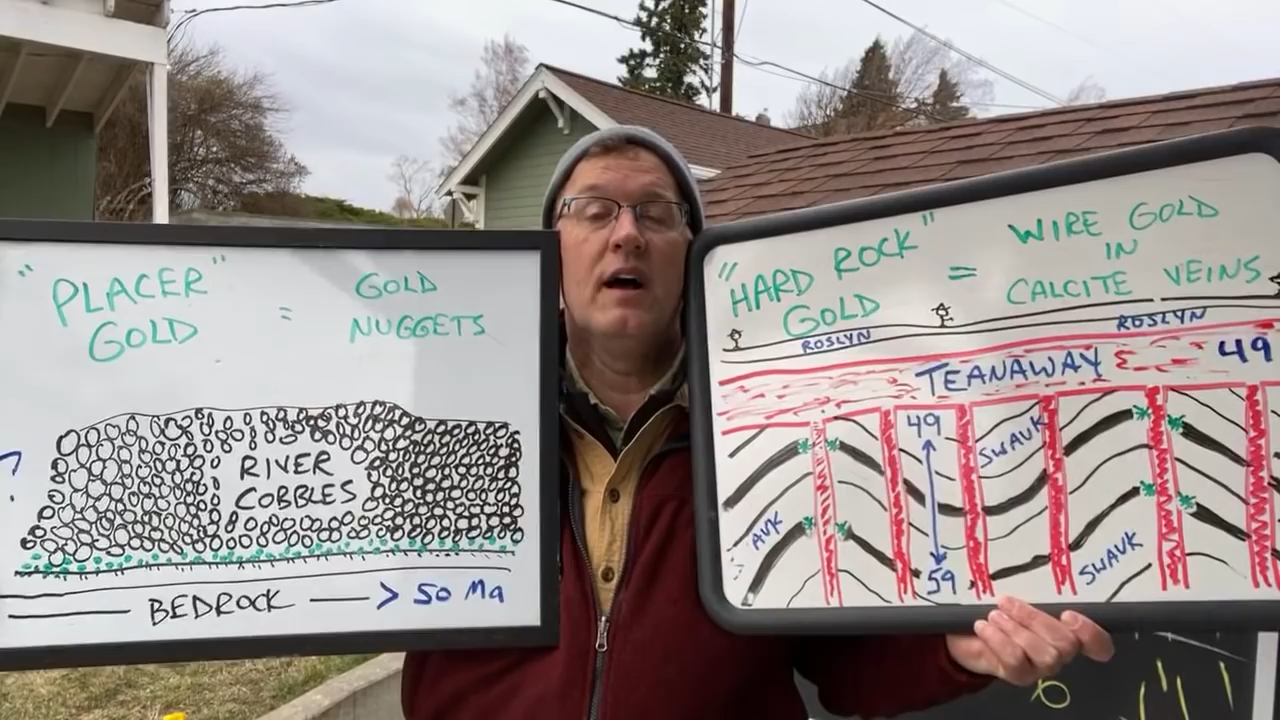 "PLACER" GOLD = GOLD NUGGETS
RIVER
COBBLES
?
BEDROCK > 50 Ma
"HARD ROCK" GOLD = WIRE GOLD IN CALCITE VEINS
ROSLYN
ROSLYN
TEANAWAY
49
49
59
SWAUK
SWAUK
AUK